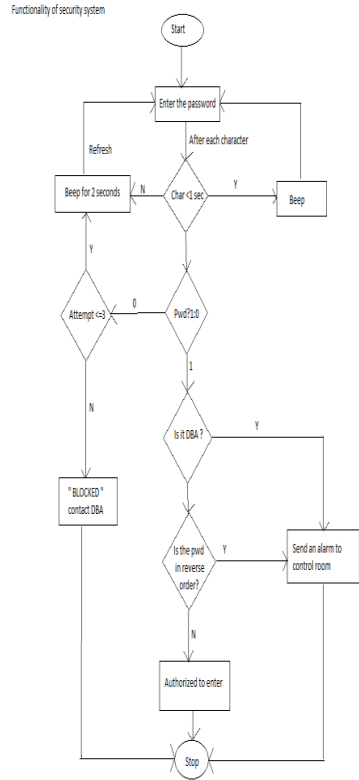 Functionality of security system
Start
Enter the password
After each character
Refresh
Beep for 2 seconds
N
Char <1 sec
Y
Beep
Y
Attempt <=3
0
Pwd?1:0
1
N
Is it DBA ?
Y
" BLOCKED "
contact DBA
Is the pwd
in reverse
order?
Y
Send an alarm to
control room
N
Authorized to enter
Stop